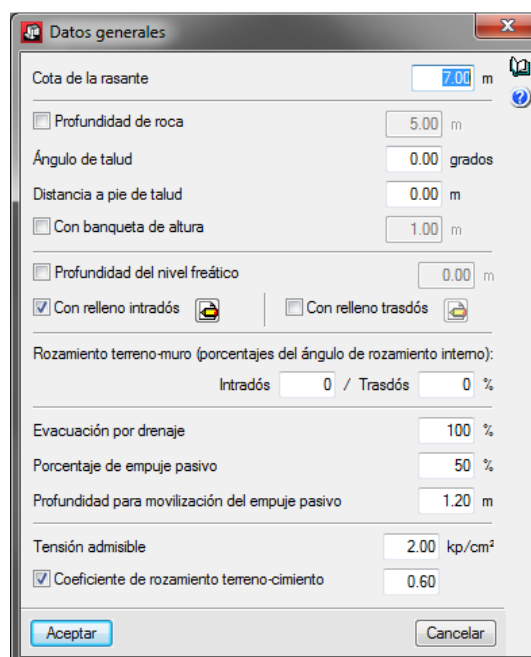 Datos generales
Cota de la rasante 7.00 m
Profundidad de roca 5.00 m
Ángulo de talud 0.00 grados
Distancia a pie de talud 0.00 m
Con banqueta de altura 1.00 m
Profundidad del nivel freático 0.00 m
Con relleno intradós Con relleno trasdós
Rozamiento terreno-muro (porcentajes del ángulo de rozamiento interno):
Intradós 0 / Trasdós 0 %
Evacuación por drenaje 100 %
Porcentaje de empuje pasivo 50 %
Profundidad para movilización del empuje pasivo 1.20 m
Tensión admisible 2.00 kp/cm²
Coeficiente de rozamiento terreno-cimiento 0.60
Aceptar Cancelar